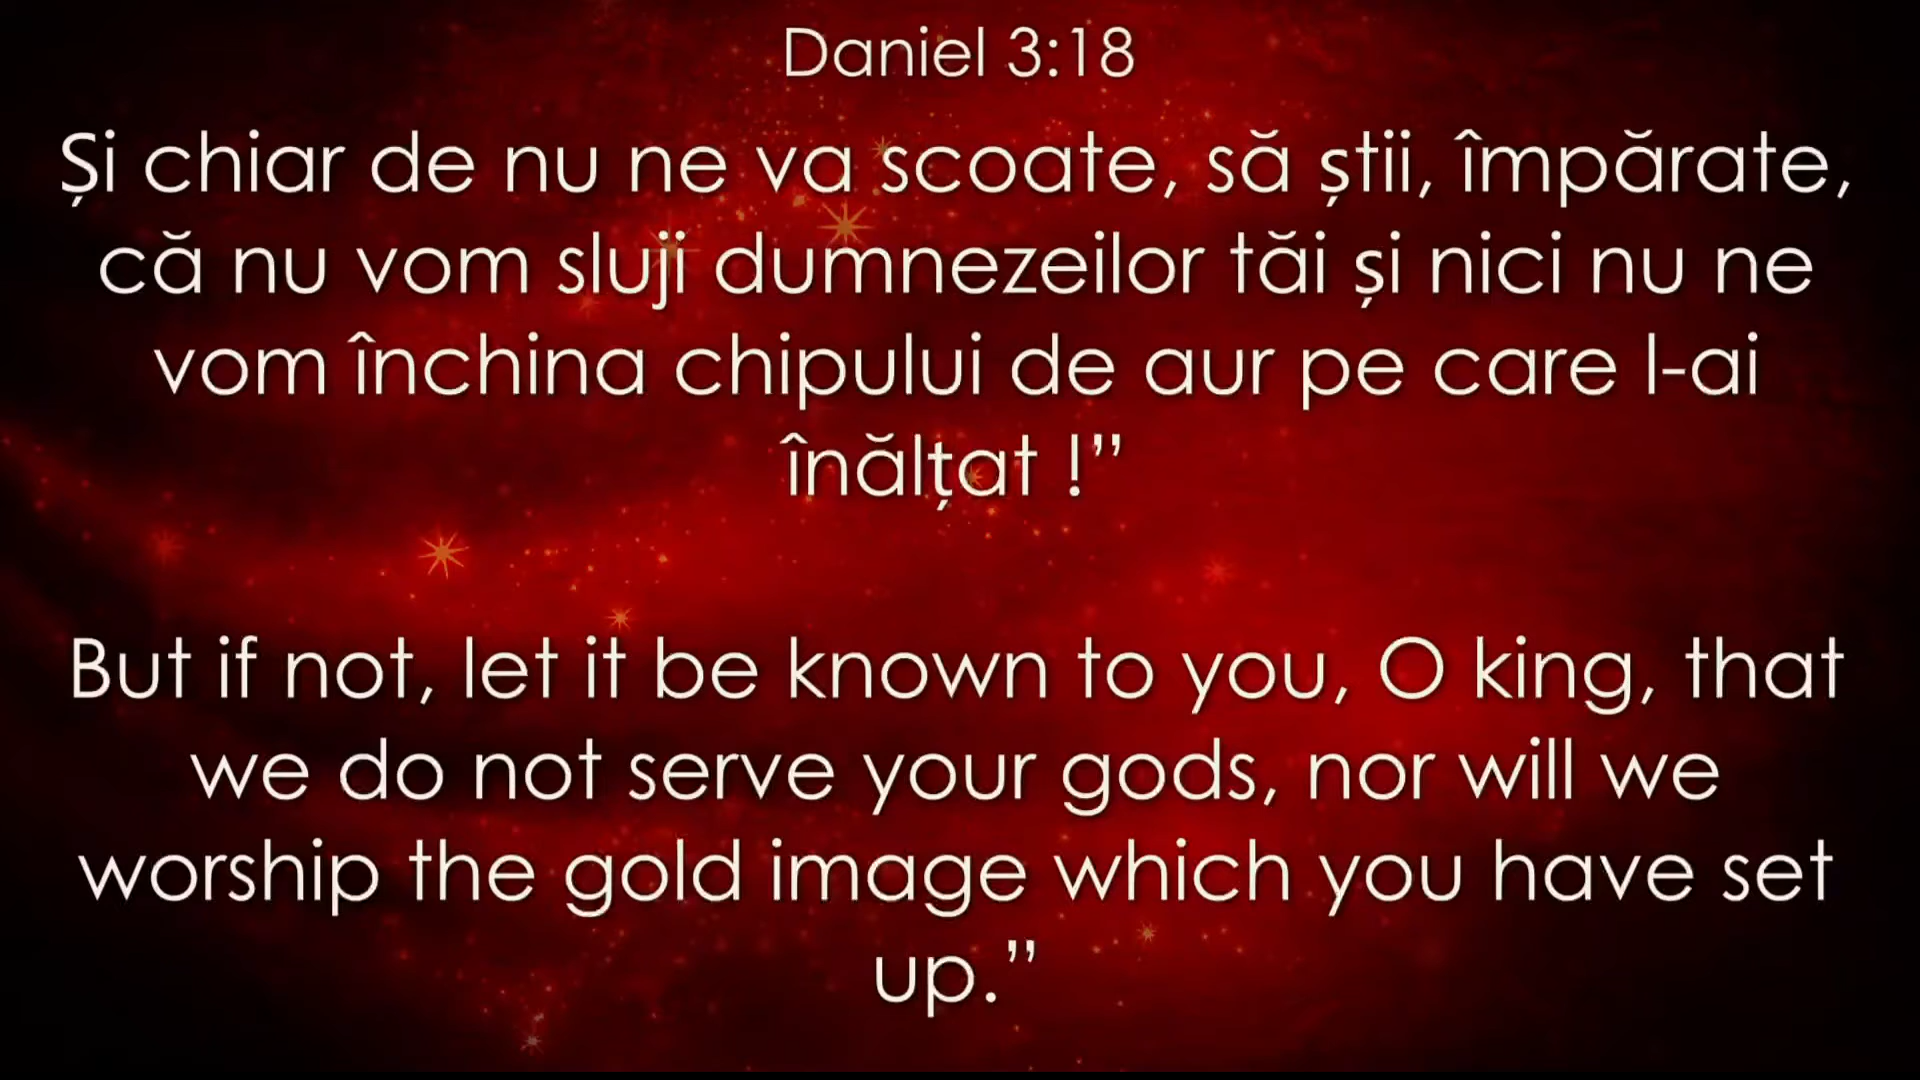 Daniel 3:18
Și chiar de nu ne va scoate, să știi, împărate,
că nu vom sluji dumnezeilor tăi și nici nu ne
vom închina chipului de aur pe care l-ai
înălțat !”
But if not, let it be known to you, O king, that
we do not serve your gods, nor will we
worship the gold image which you have set
up.”